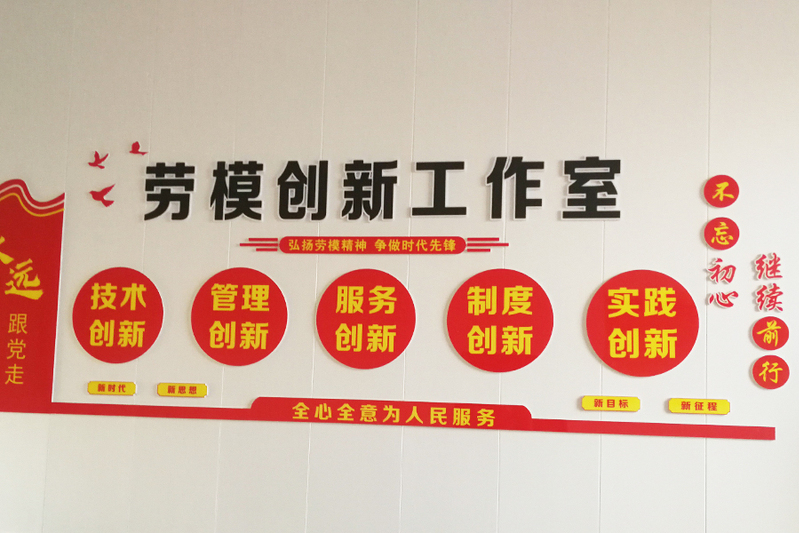 劳模创新工作室
弘扬劳模精神 争做时代先锋
永远
跟党走
技术
创新
管理
创新
服务
创新
制度
创新
实践
创新
不忘
初心
继续
前行
新时代
新思想
新目标
新征程
全心全意为人民服务